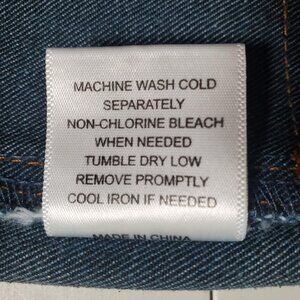 MACHINE WASH COLD
SEPARATELY
NON-CHLORINE BLEACH
WHEN NEEDED
TUMBLE DRY LOW
REMOVE PROMPTLY
COOL IRON IF NEEDED
MADE IN CHINA